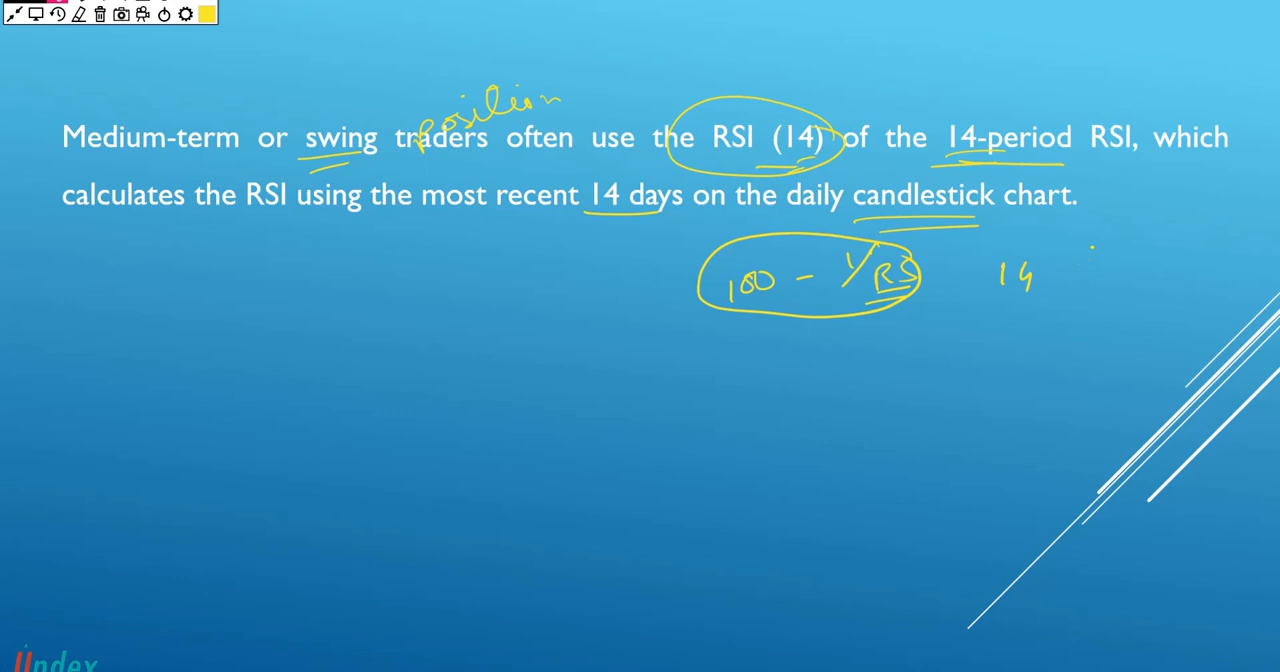 position
Medium-term or swing traders often use the RSI (14) of the 14-period RSI, which
calculates the RSI using the most recent 14 days on the daily candlestick chart.
100 - 1/RS 14
Iindex